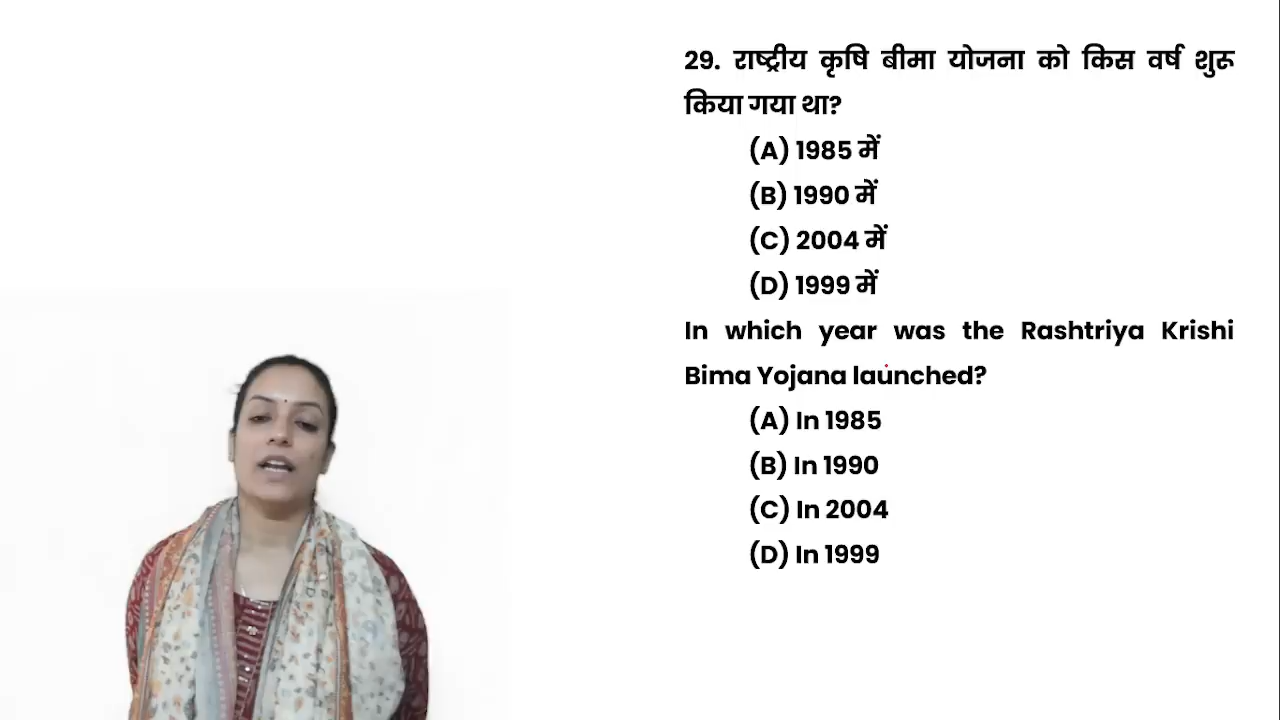 29. राष्ट्रीय कृषि बीमा योजना को किस वर्ष शुरू
किया गया था?
(A) 1985 में
(B) 1990 में
(C) 2004 में
(D) 1999 में
In which year was the Rashtriya Krishi
Bima Yojana launched?
(A) In 1985
(B) In 1990
(C) In 2004
(D) In 1999